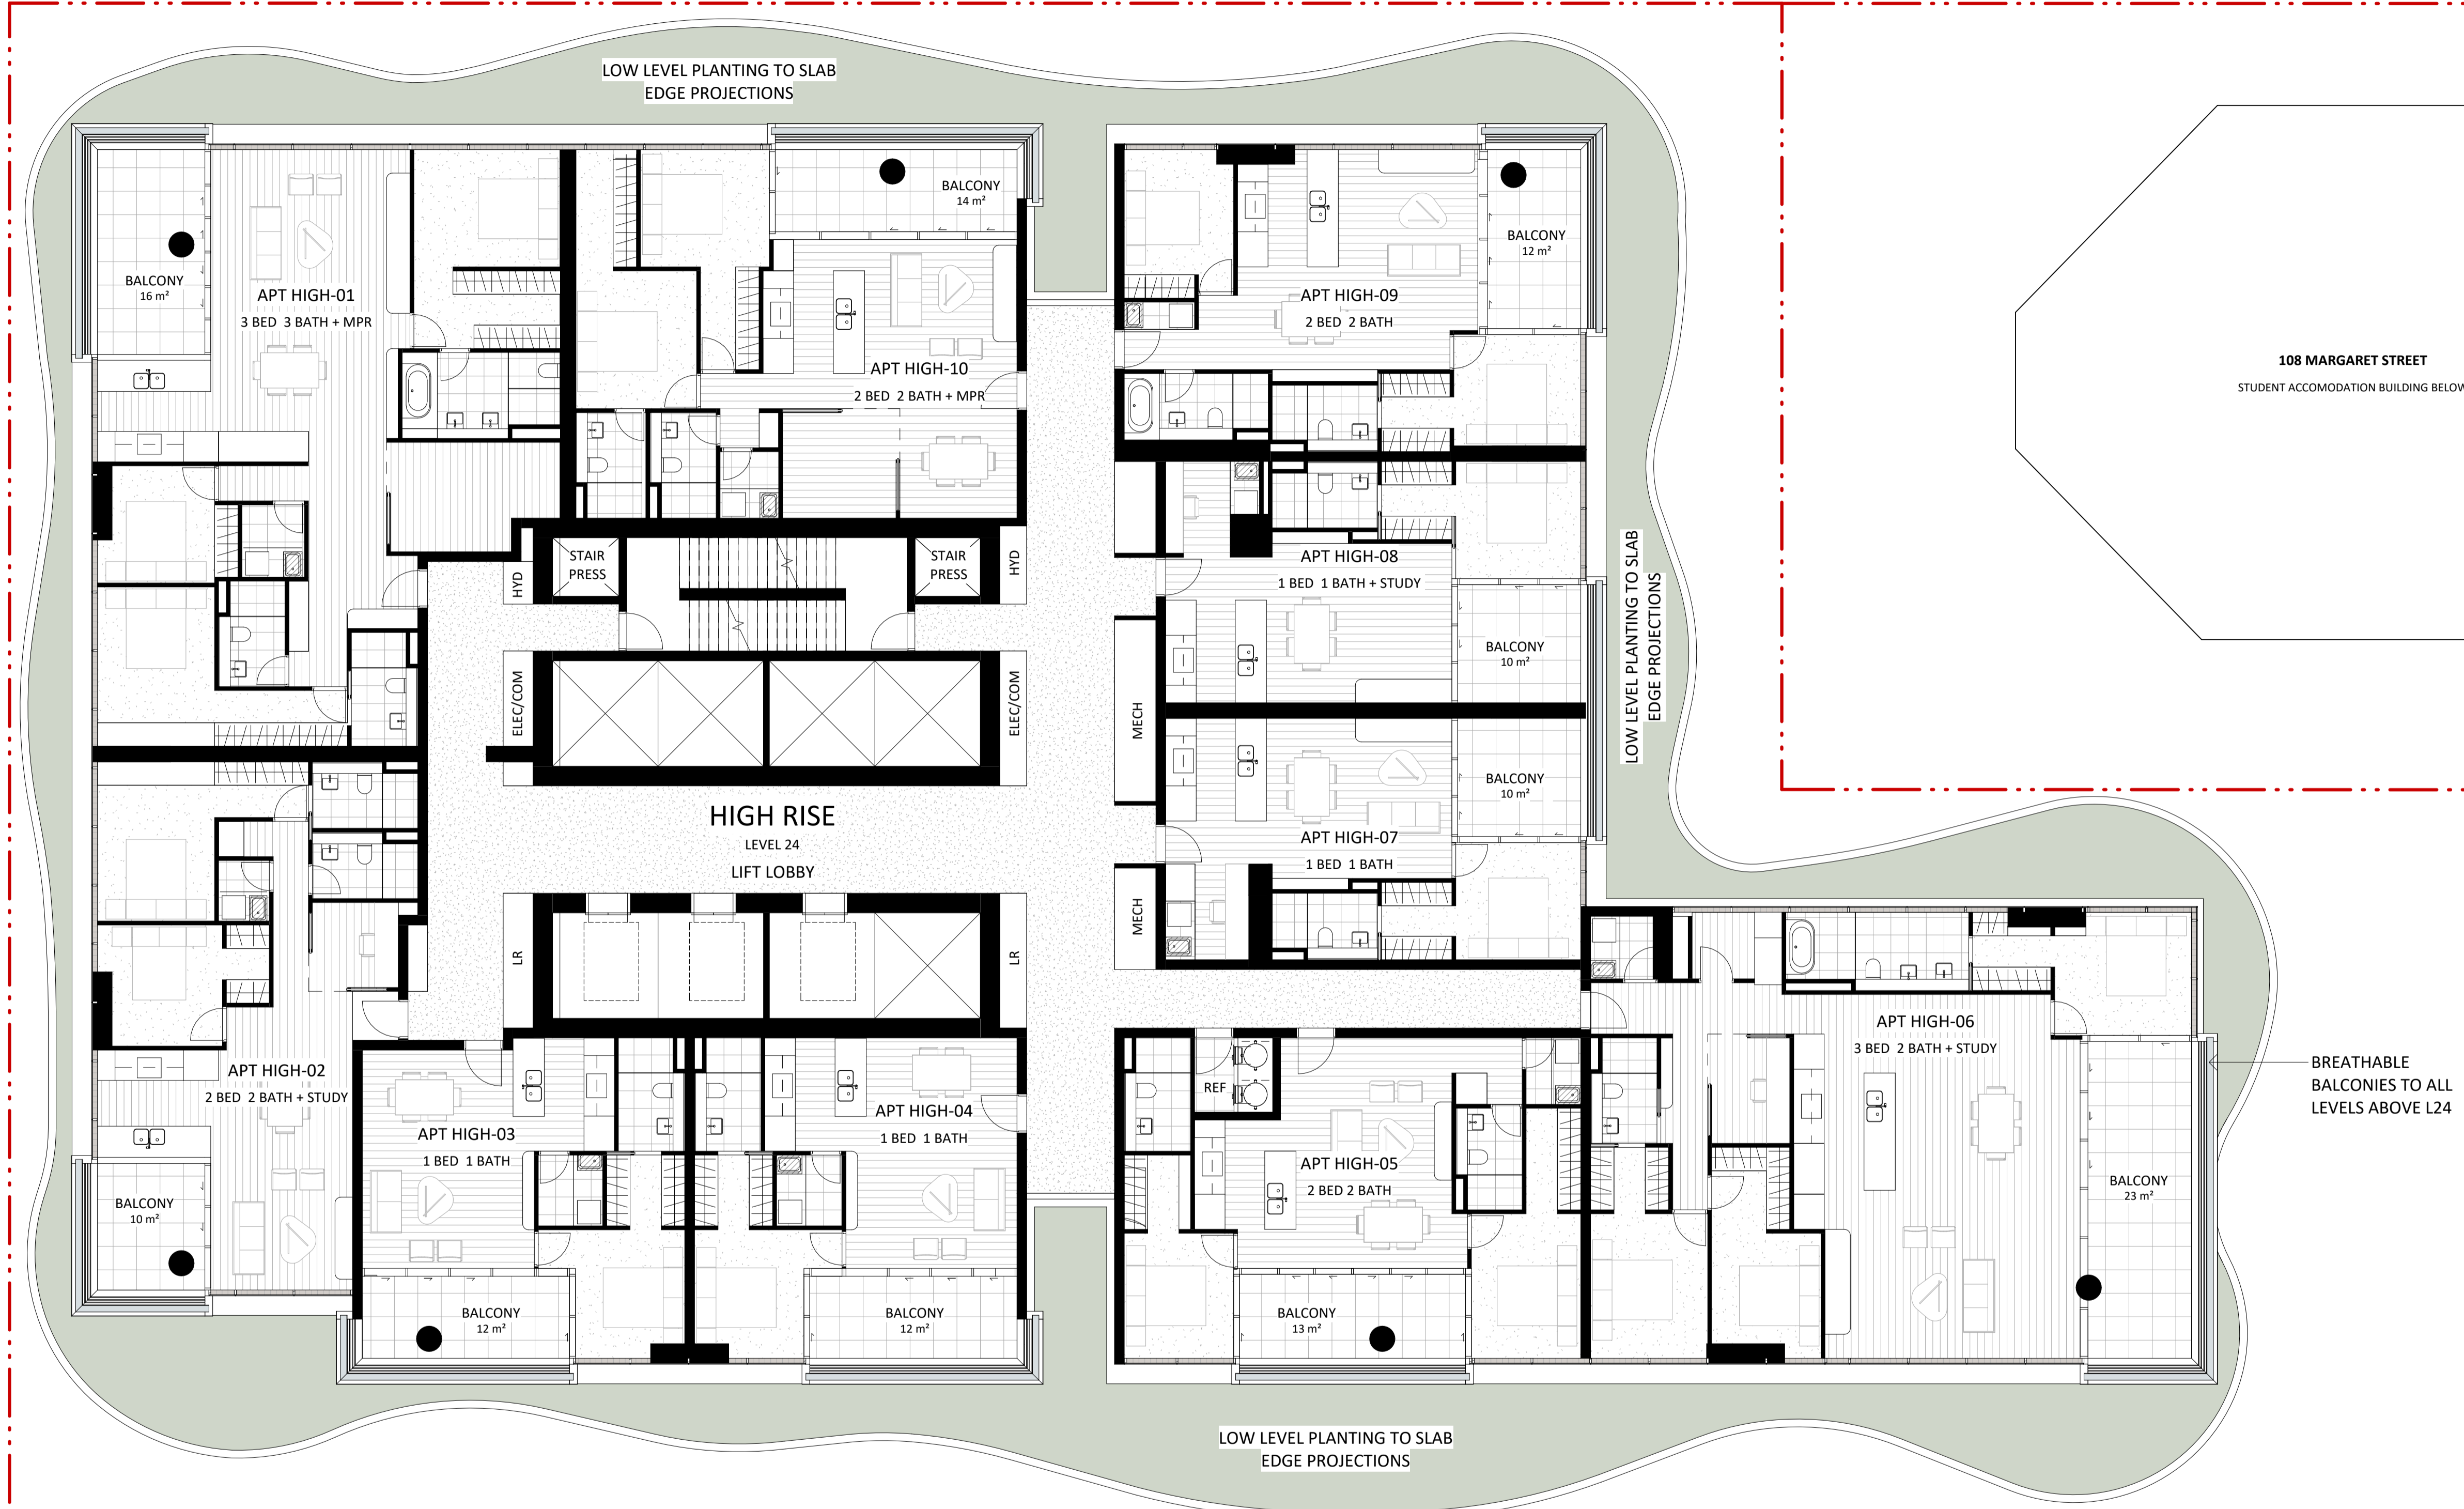 LOW LEVEL PLANTING TO SLAB
EDGE PROJECTIONS
BALCONY
16 m²
APT HIGH-01
3 BED 3 BATH + MPR
BALCONY
14 m²
APT HIGH-10
2 BED 2 BATH + MPR
BALCONY
12 m²
APT HIGH-09
2 BED 2 BATH
108 MARGARET STREET
STUDENT ACCOMODATION BUILDING BELOW
HYD
STAIR
PRESS
STAIR
PRESS
HYD
APT HIGH-08
1 BED 1 BATH + STUDY
BALCONY
10 m²
LOW LEVEL PLANTING TO SLAB
EDGE PROJECTIONS
ELEC/COM
ELEC/COM
MECH
BALCONY
10 m²
APT HIGH-07
1 BED 1 BATH
HIGH RISE
LEVEL 24
LIFT LOBBY
MECH
LR
LR
APT HIGH-02
2 BED 2 BATH + STUDY
BALCONY
10 m²
APT HIGH-03
1 BED 1 BATH
BALCONY
12 m²
APT HIGH-04
1 BED 1 BATH
BALCONY
12 m²
REF
APT HIGH-05
2 BED 2 BATH
BALCONY
13 m²
APT HIGH-06
3 BED 2 BATH + STUDY
BALCONY
23 m²
BREATHABLE
BALCONIES TO ALL
LEVELS ABOVE L24
LOW LEVEL PLANTING TO SLAB
EDGE PROJECTIONS